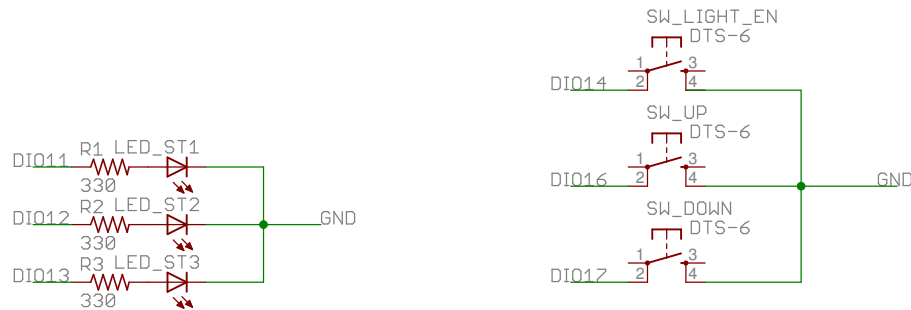 DIO11
R1
LED_ST1
330
DIO12
R2
LED_ST2
330
GND
DIO13
R3
LED_ST3
330
SW_LIGHT_EN
DTS-6
1
3
DIO14
2
4
SW_UP
DTS-6
1
3
DIO16
2
4
GND
SW_DOWN
DTS-6
1
3
DIO17
2
4